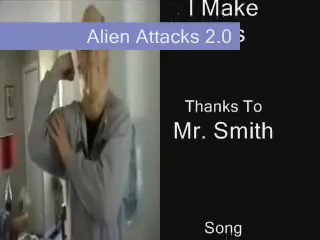 I Make
Alien Attacks 2.0
Thanks To
Mr. Smith
Song